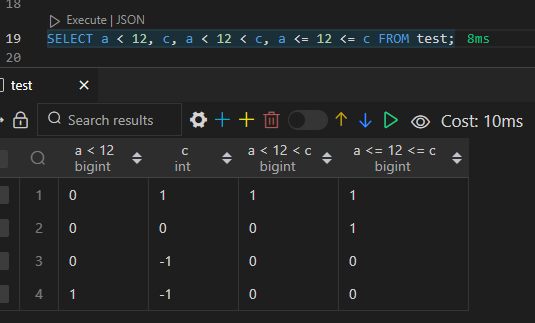 18
Execute | JSON
19 SELECT a < 12, c, a < 12 < c, a <= 12 <= c FROM test; 8ms
20
test
Search results Cost: 10ms
a < 12 c a < 12 < c a <= 12 <= c
bigint int bigint bigint
1 0 1 1 1
2 0 0 0 1
3 0 -1 0 0
4 1 -1 0 0